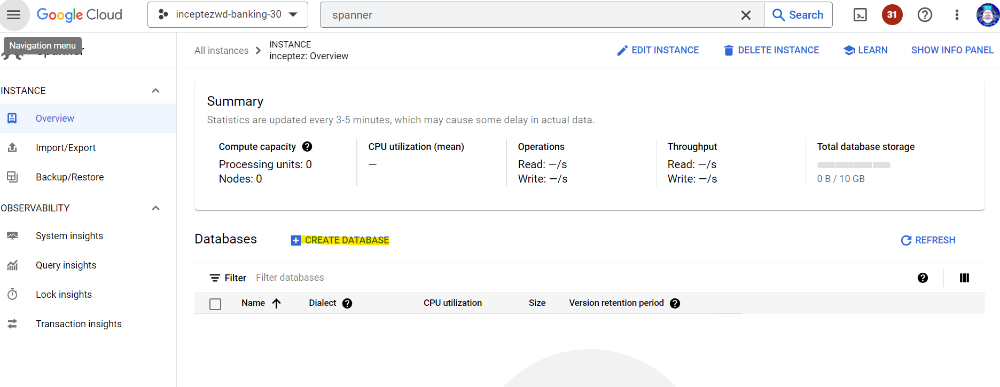 Google Cloud
inceptezwd-banking-30
spanner
Search
31
Navigation menu
All instances
INSTANCE
inceptez: Overview
EDIT INSTANCE
DELETE INSTANCE
LEARN
SHOW INFO PANEL
INSTANCE
Overview
Import/Export
Backup/Restore
OBSERVABILITY
System insights
Query insights
Lock insights
Transaction insights
Summary
Statistics are updated every 3-5 minutes, which may cause some delay in actual data.
Compute capacity
Processing units: 0
Nodes: 0
CPU utilization (mean)
—
Operations
Read: —/s
Write: —/s
Throughput
Read: —/s
Write: —/s
Total database storage
0 B / 10 GB
Databases
CREATE DATABASE
REFRESH
Filter
Filter databases
Name
Dialect
CPU utilization
Size
Version retention period